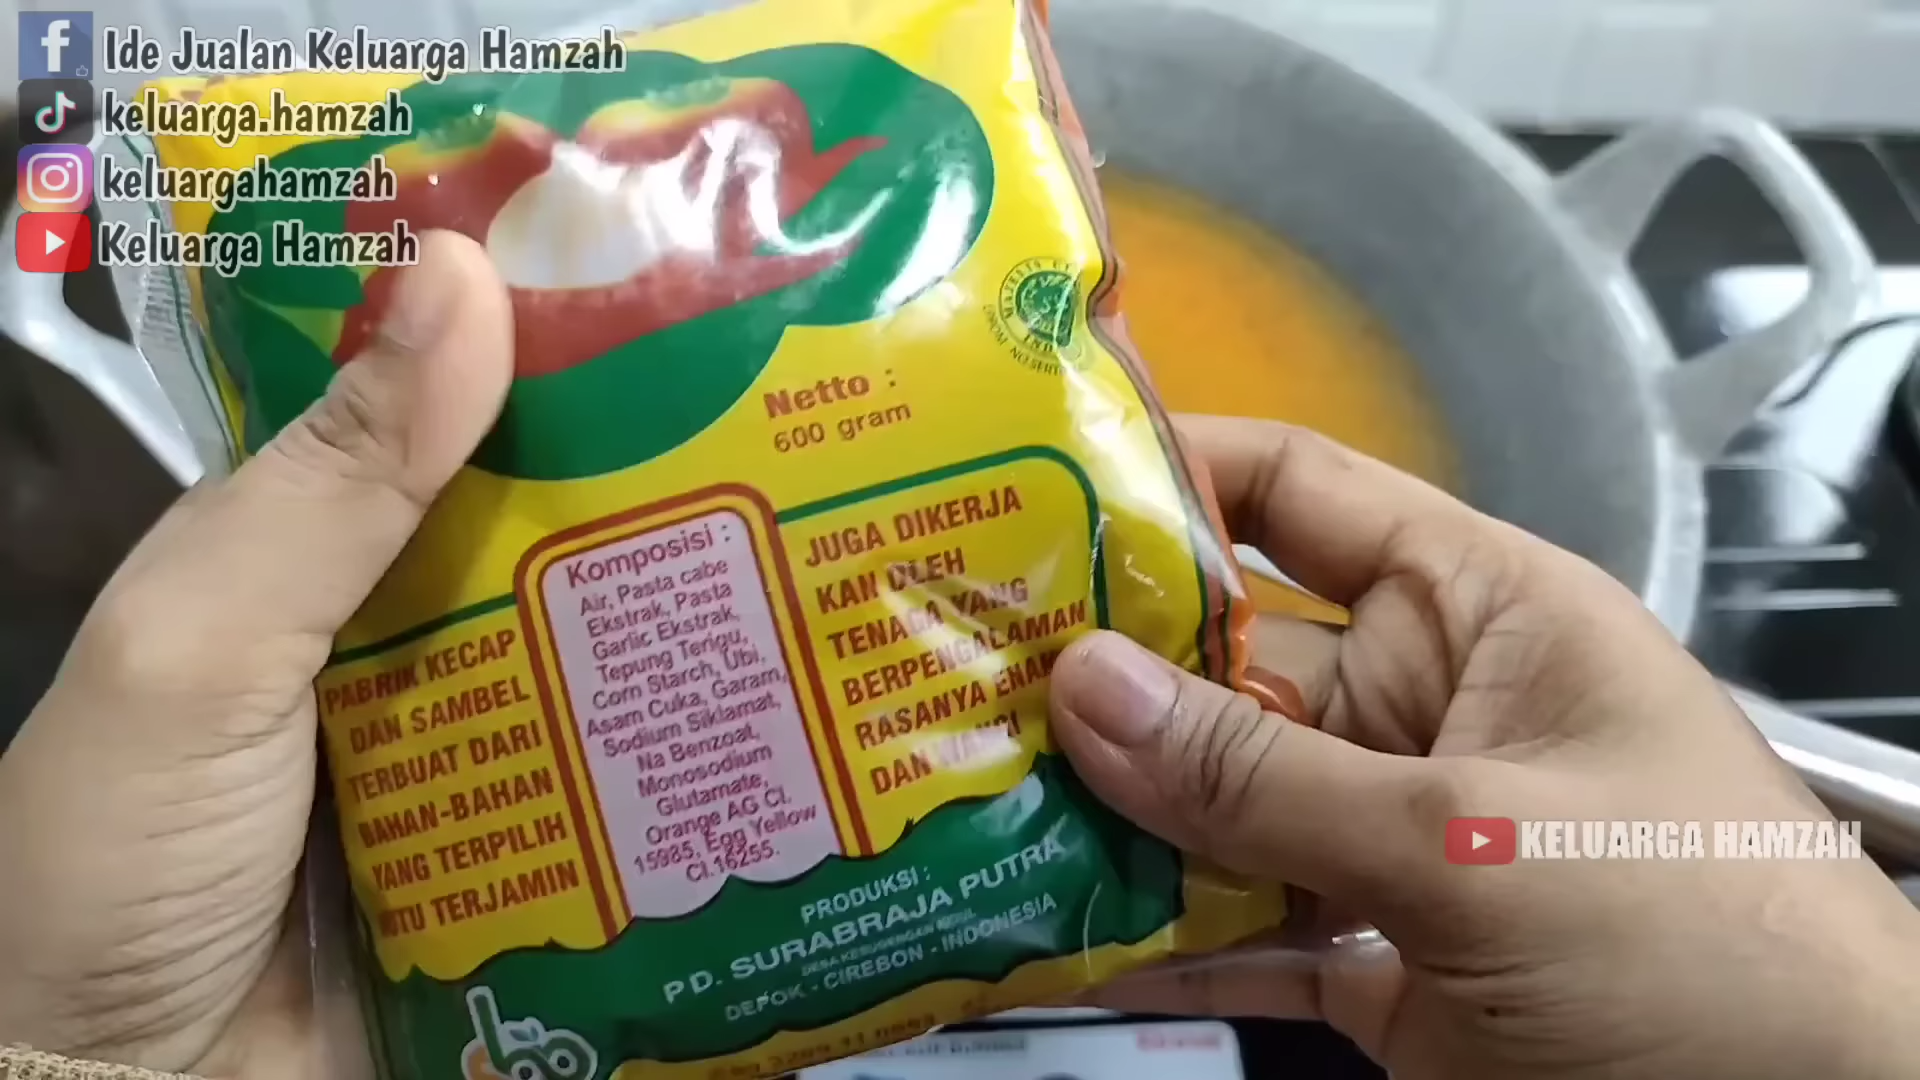 Ide Jualan Keluarga Hamzah
keluarga.hamzah
keluargahamzah
Keluarga Hamzah
Netto :
600 gram
Komposisi :
Air, Pasta cabe
Ekstrak, Pasta
Garlic Ekstrak,
Tepung Terigu,
Corn Starch, Ubi,
Asam Cuka, Garam,
Sodium Siklamat,
Na Benzoat,
Monosodium
Glutamate,
Orange AG CI.
15985, Egg Yellow
CI.16255.
PABRIK KECAP
DAN SAMBEL
TERBUAT DARI
BAHAN-BAHAN
YANG TERPILIH
MUTU TERJAMIN
JUGA DIKERJA
KAN OLEH
TENAGA YANG
BERPENGALAMAN
RASANYA ENAK
DAN WANGI
PRODUKSI :
PD. SURABRAJA PUTRA
DEPOK - CIREBON - INDONESIA
KELUARGA HAMZAH